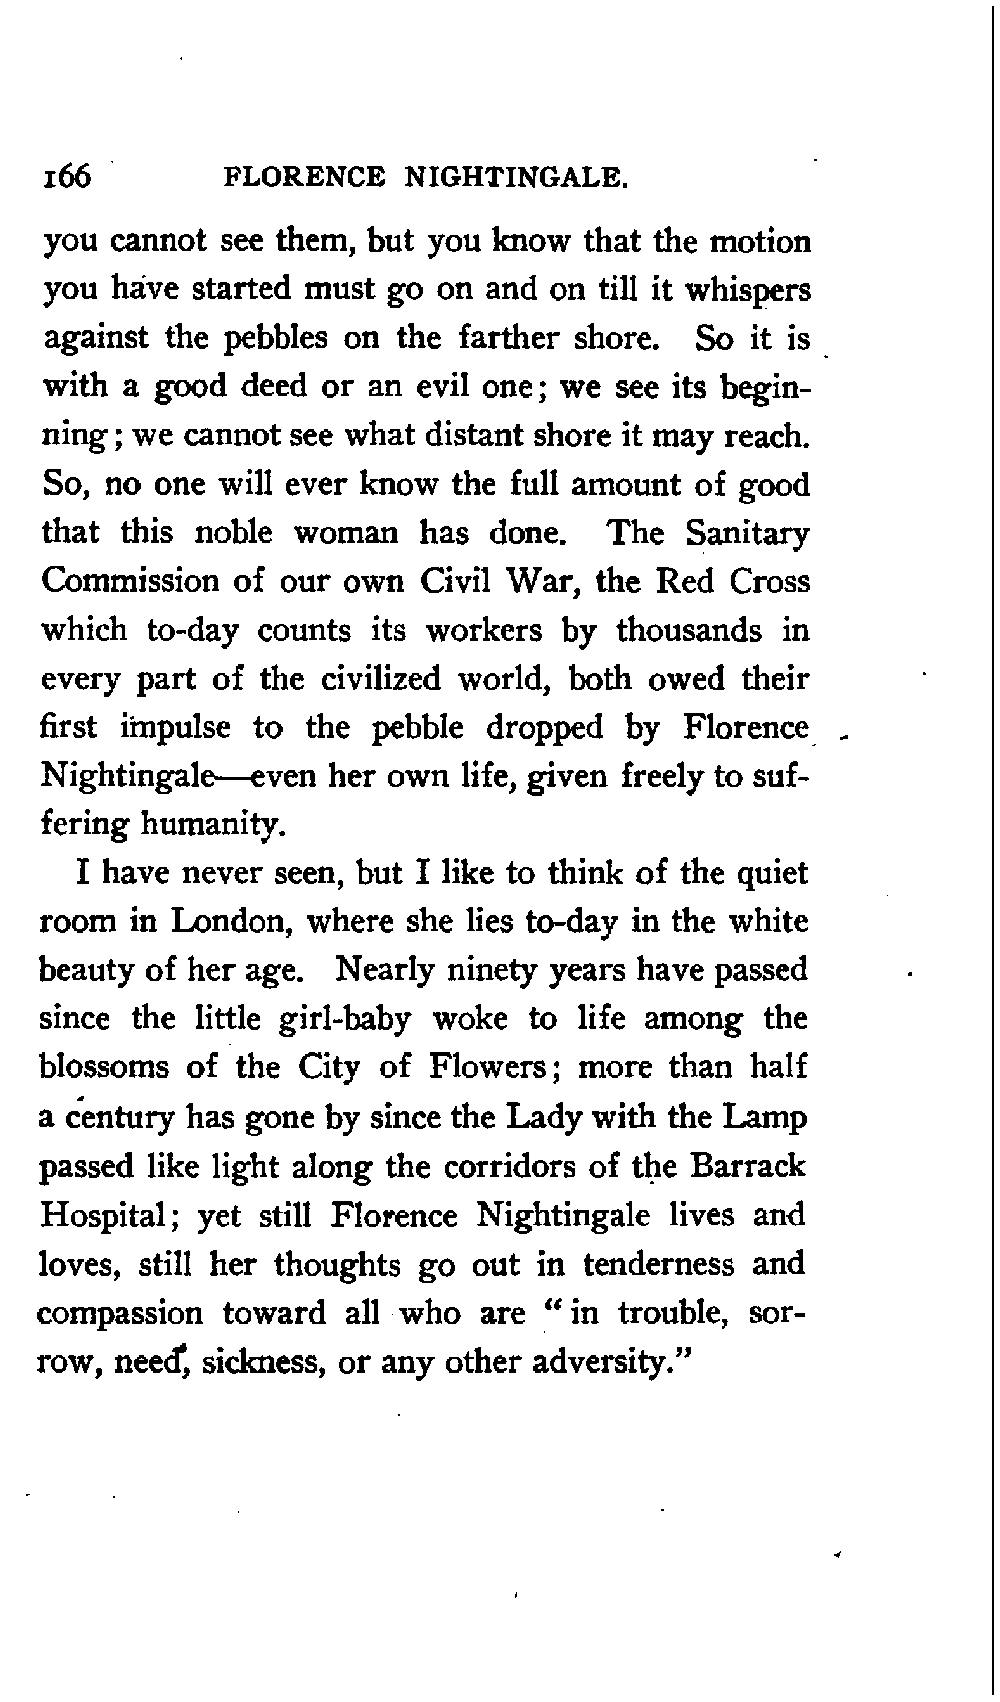 166 FLORENCE NIGHTINGALE.
you cannot see them, but you know that the motion
you have started must go on and on till it whispers
against the pebbles on the farther shore. So it is
with a good deed or an evil one; we see its begin-
ning; we cannot see what distant shore it may reach.
So, no one will ever know the full amount of good
that this noble woman has done. The Sanitary
Commission of our own Civil War, the Red Cross
which to-day counts its workers by thousands in
every part of the civilized world, both owed their
first impulse to the pebble dropped by Florence
Nightingale—even her own life, given freely to suf-
fering humanity.
I have never seen, but I like to think of the quiet
room in London, where she lies to-day in the white
beauty of her age. Nearly ninety years have passed
since the little girl-baby woke to life among the
blossoms of the City of Flowers; more than half
a century has gone by since the Lady with the Lamp
passed like light along the corridors of the Barrack
Hospital; yet still Florence Nightingale lives and
loves, still her thoughts go out in tenderness and
compassion toward all who are "in trouble, sor-
row, need, sickness, or any other adversity."